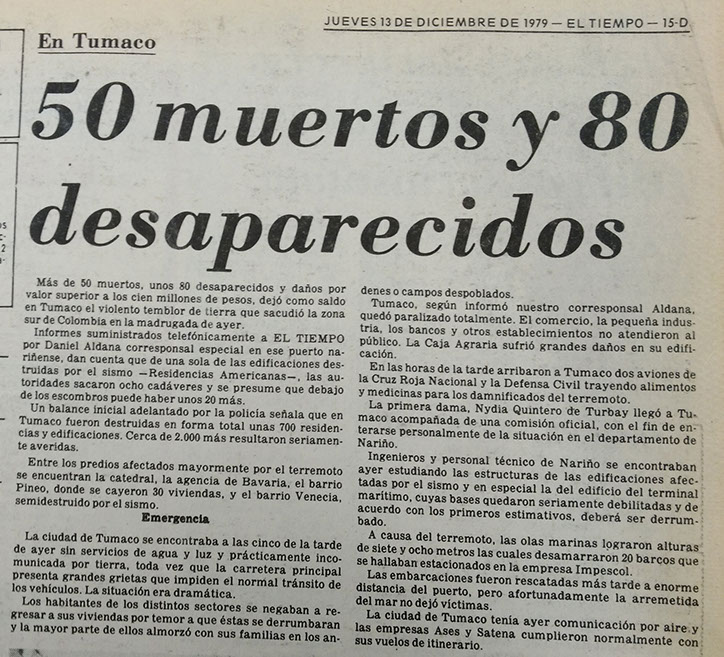 JUEVES 13 DE DICIEMBRE DE 1979 — EL TIEMPO — 15-D
En Tumaco
50 muertos y 80
desaparecidos
Más de 50 muertos, unos 80 desaparecidos y daños por
valor superior a los cien millones de pesos, dejó como saldo
en Tumaco el violento temblor de tierra que sacudió la zona
sur de Colombia en la madrugada de ayer.
Informes suministrados telefónicamente a EL TIEMPO
por Daniel Aldana corresponsal especial en ese puerto na-
riñense, dan cuenta que de una sola de las edificaciones des-
truidas por el sismo —Residencias Americanas—, las au-
toridades sacaron ocho cadáveres y se presume que debajo
de los escombros puede haber unos 20 más.
Un balance inicial adelantado por la policía señala que en
Tumaco fueron destruidas en forma total unas 700 residen-
cias y edificaciones. Cerca de 2.000 más resultaron seriamen-
te averidas.
Entre los predios afectados mayormente por el terremoto
se encuentran la catedral, la agencia de Bavaria, el barrio
Pineo, donde se cayeron 30 viviendas, y el barrio Venecia,
semidestruido por el sismo.
Emergencia
La ciudad de Tumaco se encontraba a las cinco de la tarde
de ayer sin servicios de agua y luz y prácticamente inco-
municada por tierra, toda vez que la carretera principal
presenta grandes grietas que impiden el normal tránsito de
los vehículos. La situación era dramática.
Los habitantes de los distintos sectores se negaban a re-
gresar a sus viviendas por temor a que éstas se derrumbaran
y la mayor parte de ellos almorzó con sus familias en los an-
denes o campos despoblados.
Tumaco, según informó nuestro corresponsal Aldana,
quedó paralizado totalmente. El comercio, la pequeña indus-
tria, los bancos y otros establecimientos no atendieron al
público. La Caja Agraria sufrió grandes daños en su edifi-
cación.
En las horas de la tarde arribaron a Tumaco dos aviones de
la Cruz Roja Nacional y la Defensa Civil trayendo alimentos
y medicinas para los damnificados del terremoto.
La primera dama, Nydia Quintero de Turbay llegó a Tu-
maco acompañada de una comisión oficial, con el fin de en-
terarse personalmente de la situación en el departamento de
Nariño.
Ingenieros y personal técnico de Nariño se encontraban
ayer estudiando las estructuras de las edificaciones afec-
tadas por el sismo y en especial la del edificio del terminal
marítimo, cuyas bases quedaron seriamente debilitadas y de
acuerdo con los primeros estimativos, deberá ser derrum-
bado.
A causa del terremoto, las olas marinas lograron alturas
de siete y ocho metros las cuales desamarraron 20 barcos que
se hallaban estacionados en la empresa Impescol.
Las embarcaciones fueron rescatadas más tarde a enorme
distancia del puerto, pero afortunadamente la arremetida
del mar no dejó víctimas.
La ciudad de Tumaco tenía ayer comunicación por aire y
las empresas Ases y Satena cumplieron normalmente con
sus vuelos de itinerario.